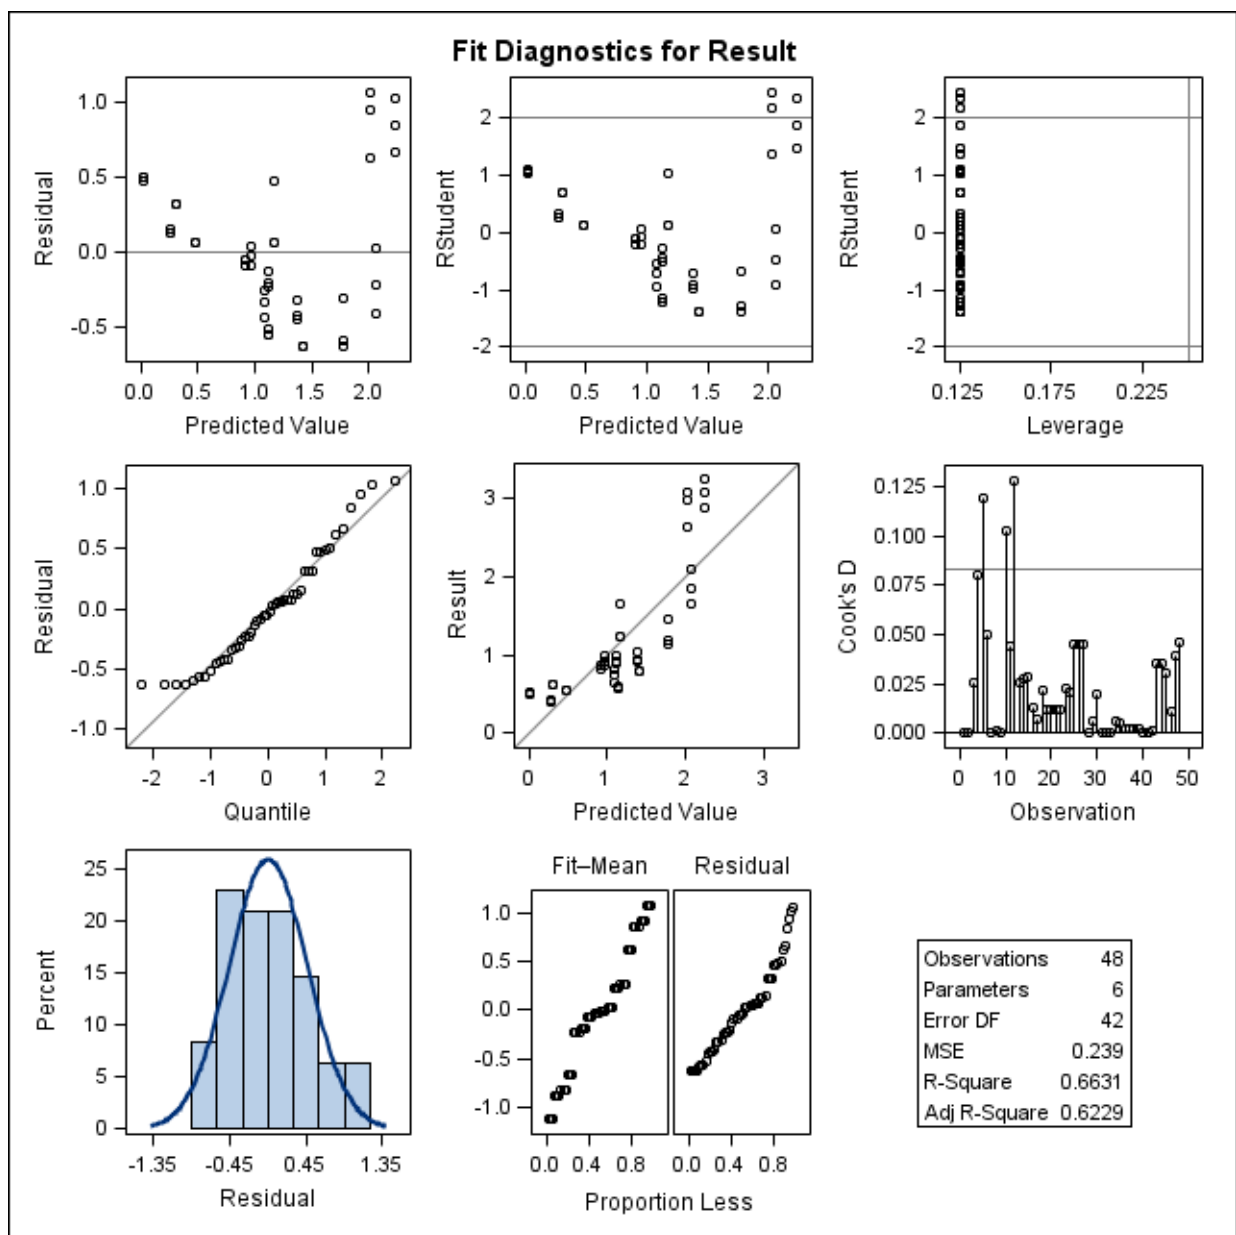 Fit Diagnostics for Result
1.0
0.5
0.0
-0.5
Residual
0.0 0.5 1.0 1.5 2.0
Predicted Value
2
1
0
-1
-2
RStudent
0.0 0.5 1.0 1.5 2.0
Predicted Value
2
1
0
-1
-2
RStudent
0.125 0.175 0.225
Leverage
1.0
0.5
0.0
-0.5
-1.0
Residual
-2 -1 0 1 2
Quantile
3
2
1
0
Result
0 1 2 3
Predicted Value
0.125
0.100
0.075
0.050
0.025
0.000
Cook's D
0 10 20 30 40 50
Observation
25
20
15
10
5
0
Percent
-1.35 -0.45 0.45 1.35
Residual
Fit–Mean Residual
1.0
0.5
0.0
-0.5
-1.0
0.0 0.4 0.8 0.0 0.4 0.8
Proportion Less
Observations 48
Parameters 6
Error DF 42
MSE 0.239
R-Square 0.6631
Adj R-Square 0.6229